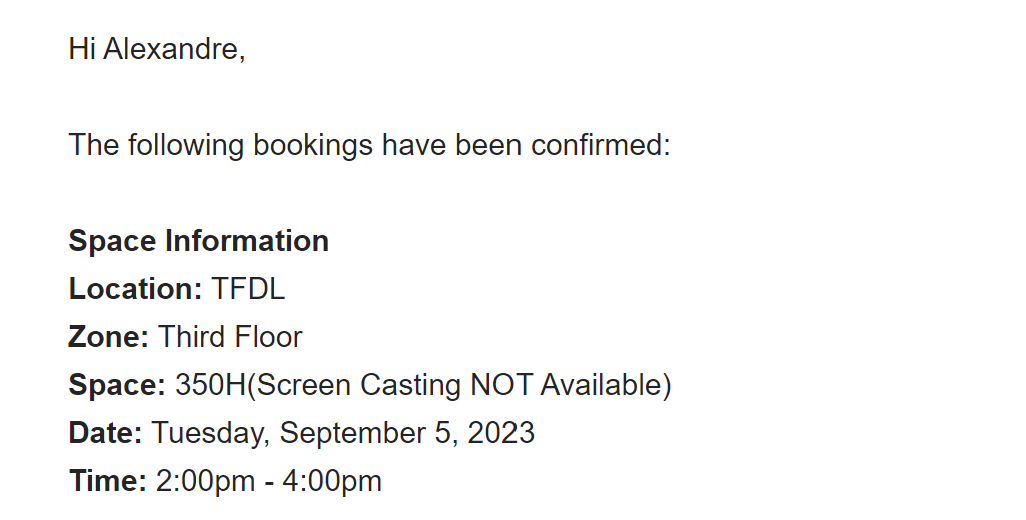 Hi Alexandre,
The following bookings have been confirmed:
Space Information
Location: TFDL
Zone: Third Floor
Space: 350H(Screen Casting NOT Available)
Date: Tuesday, September 5, 2023
Time: 2:00pm - 4:00pm